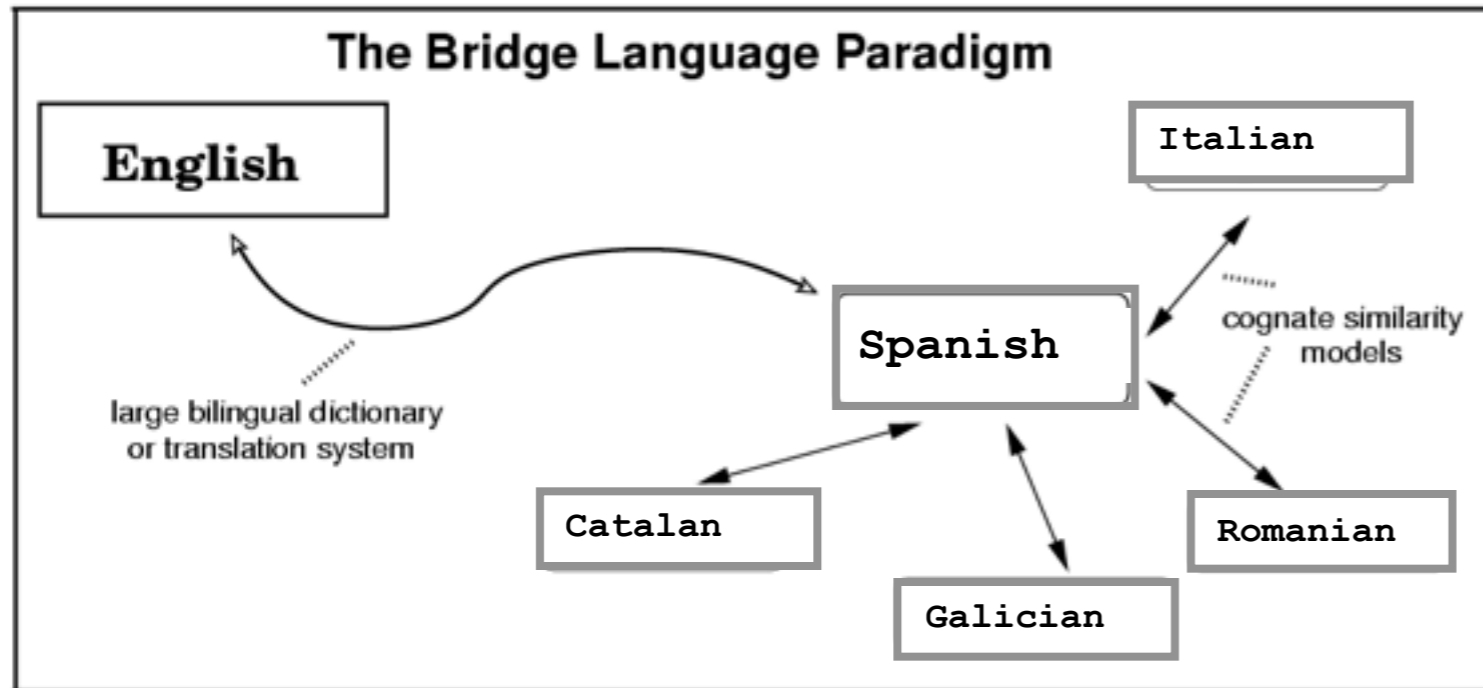 The Bridge Language Paradigm
English
Italian
Spanish
cognate similarity
models
large bilingual dictionary
or translation system
Catalan
Romanian
Galician